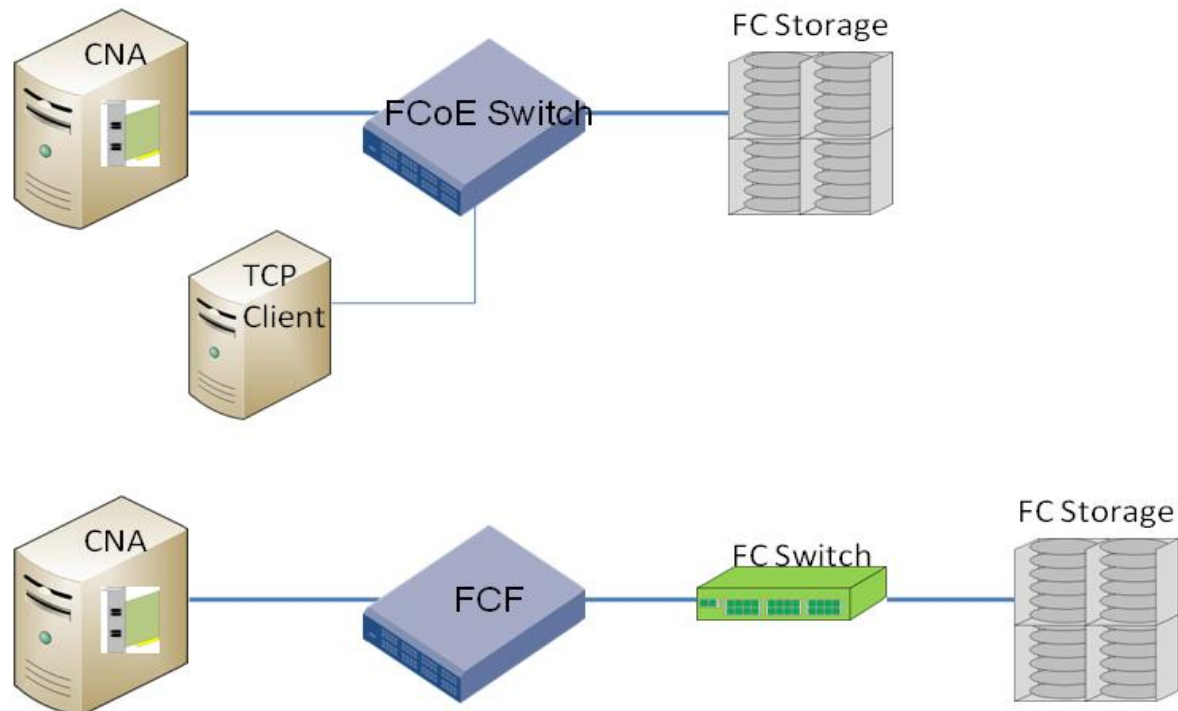 CNA
FCoE Switch
FC Storage
TCP
Client
CNA
FCF
FC Switch
FC Storage